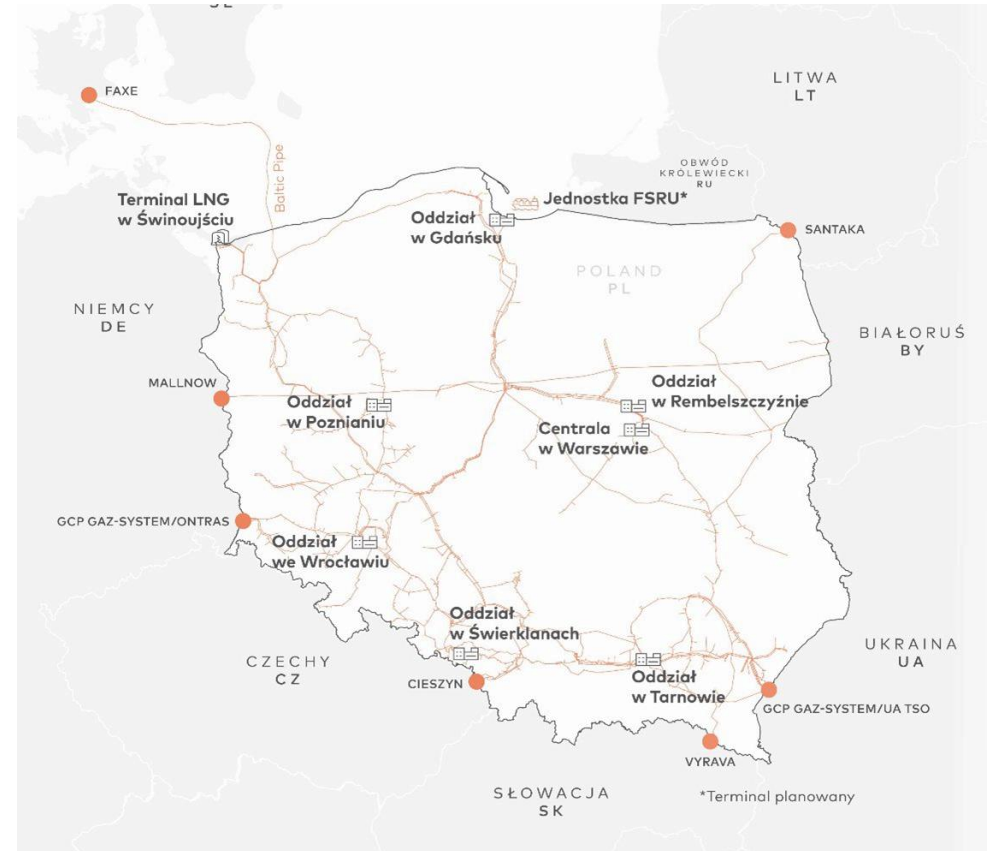 FAXE
LITWA
LT
Baltic Pipe
OBWÓD
KRÓLEWIECKI
RU
Terminal LNG
w Świnoujściu
Jednostka FSRU*
Oddział
w Gdańsku
SANTAKA
POLAND
PL
NIEMCY
DE
BIAŁORUŚ
BY
MALLNOW
Oddział
w Poznaniu
Oddział
w Rembelszczyźnie
Centrala
w Warszawie
GCP GAZ-SYSTEM/ONTRAS
Oddział
we Wrocławiu
Oddział
w Świerklanach
UKRAINA
UA
CZECHY
CZ
CIESZYN
Oddział
w Tarnowie
GCP GAZ-SYSTEM/UA TSO
VYRAVA
SŁOWACJA
SK
*Terminal planowany